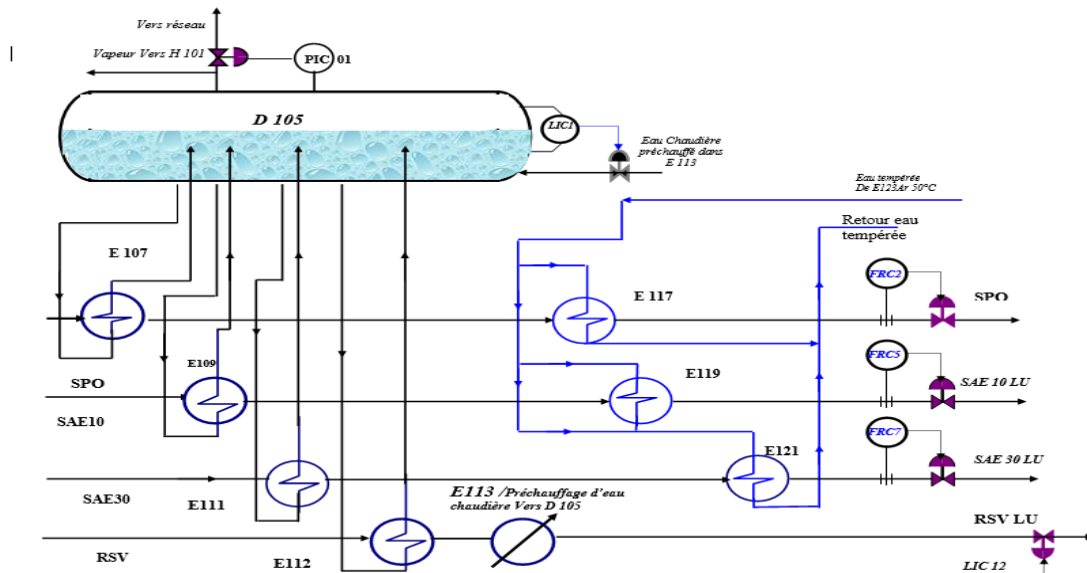 Vers réseau
Vapeur Vers H 101
PIC 01
D 105
LIC1
Eau Chaudière
préchauffé dans
E 113
Eau tempérée
De E123Ar 50°C
Retour eau
tempérée
E 107
E 117
FRC2
SPO
E109
E119
FRC5
SAE 10 LU
SPO
SAE10
E121
FRC7
SAE 30 LU
SAE30
E111
E113 /Préchauffage d'eau
chaudière Vers D 105
RSV LU
RSV
E112
LIC 12